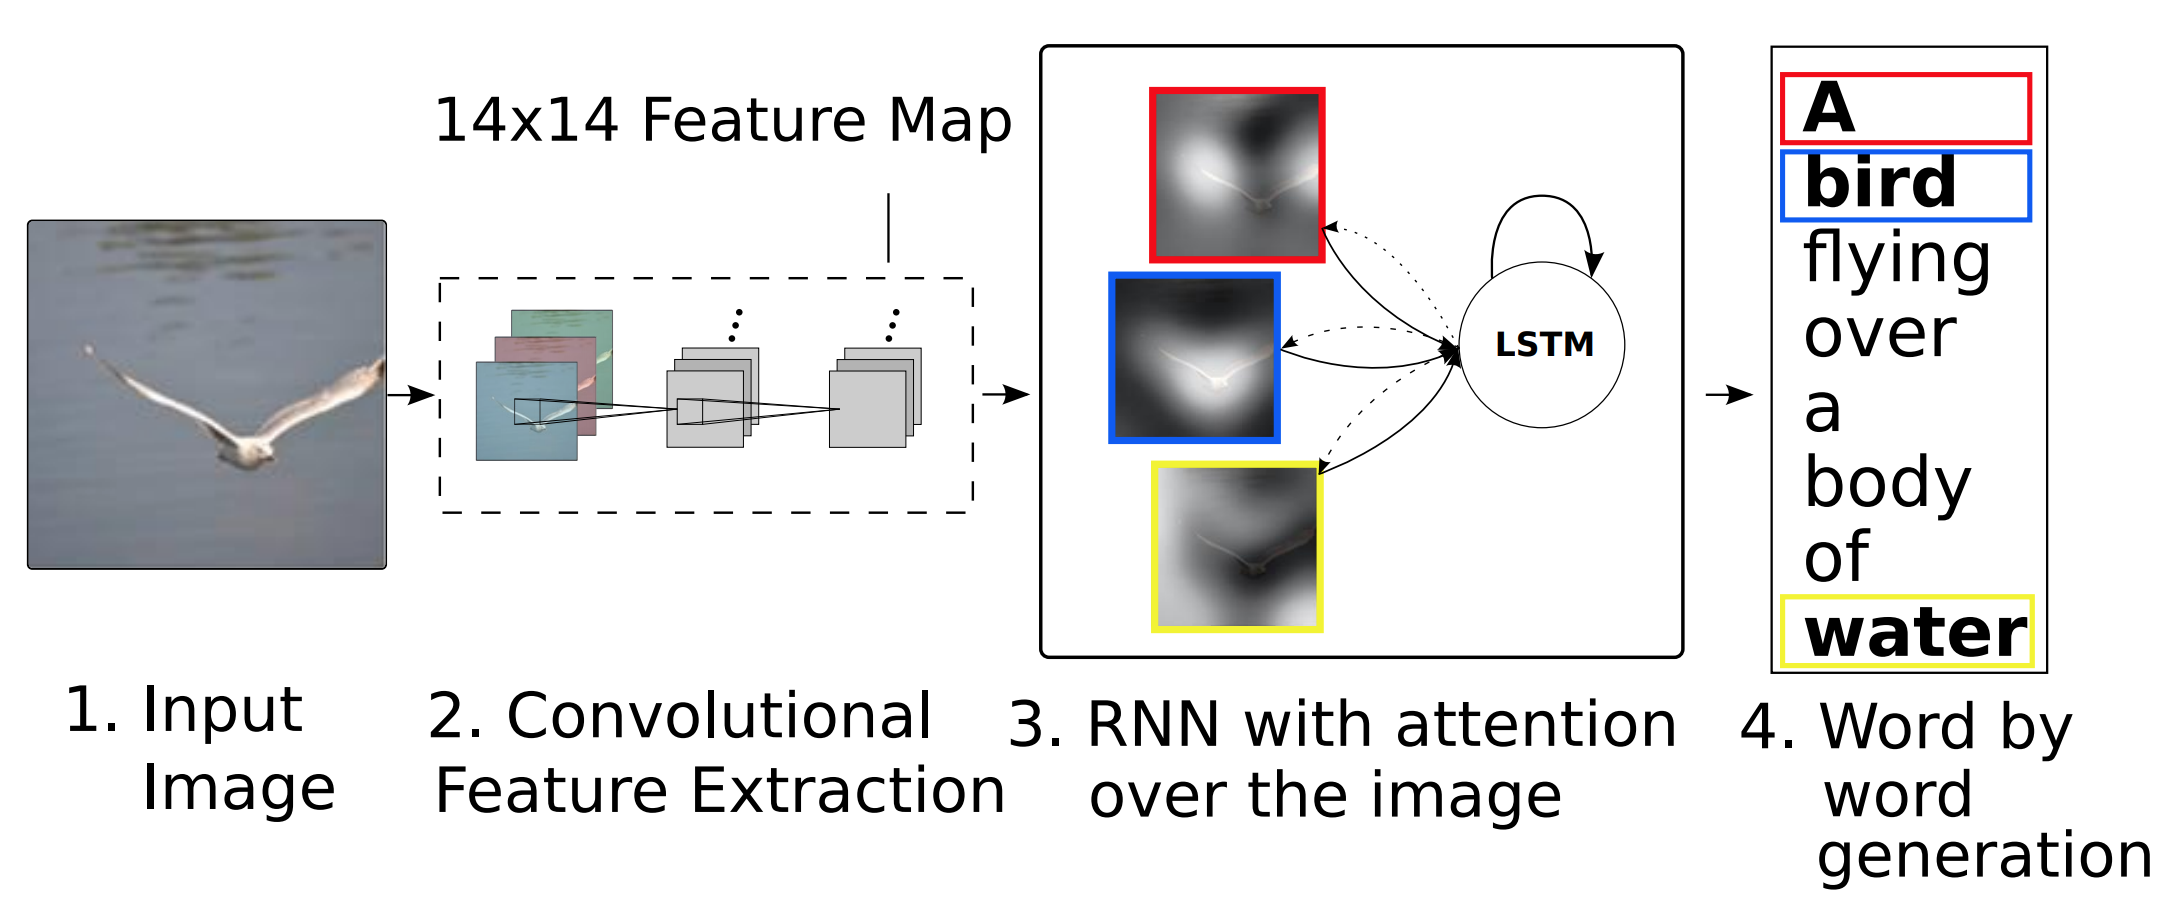 14x14 Feature Map
LSTM
A
bird
flying
over
a
body
of
water
1. Input
Image
2. Convolutional
Feature Extraction
3. RNN with attention
over the image
4. Word by
word
generation